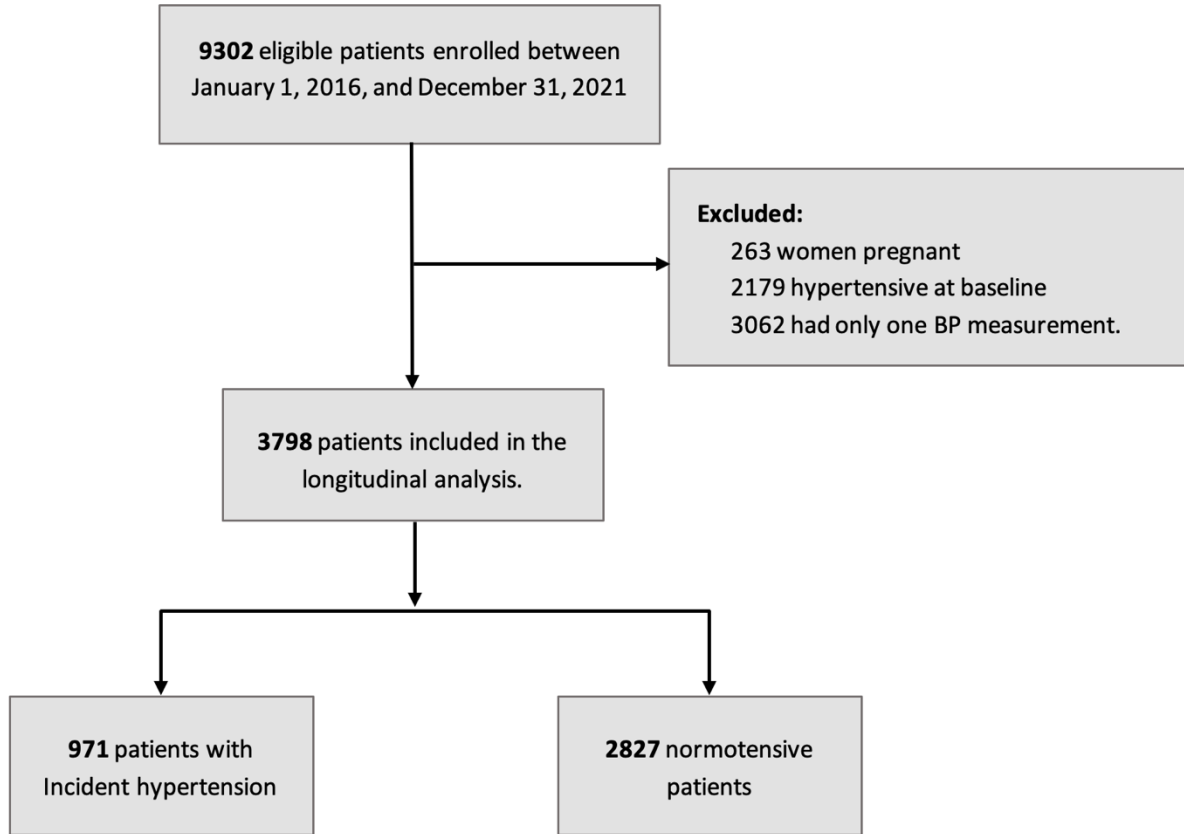 9302 eligible patients enrolled between
January 1, 2016, and December 31, 2021
Excluded:
263 women pregnant
2179 hypertensive at baseline
3062 had only one BP measurement.
3798 patients included in the
longitudinal analysis.
971 patients with
Incident hypertension
2827 normotensive
patients